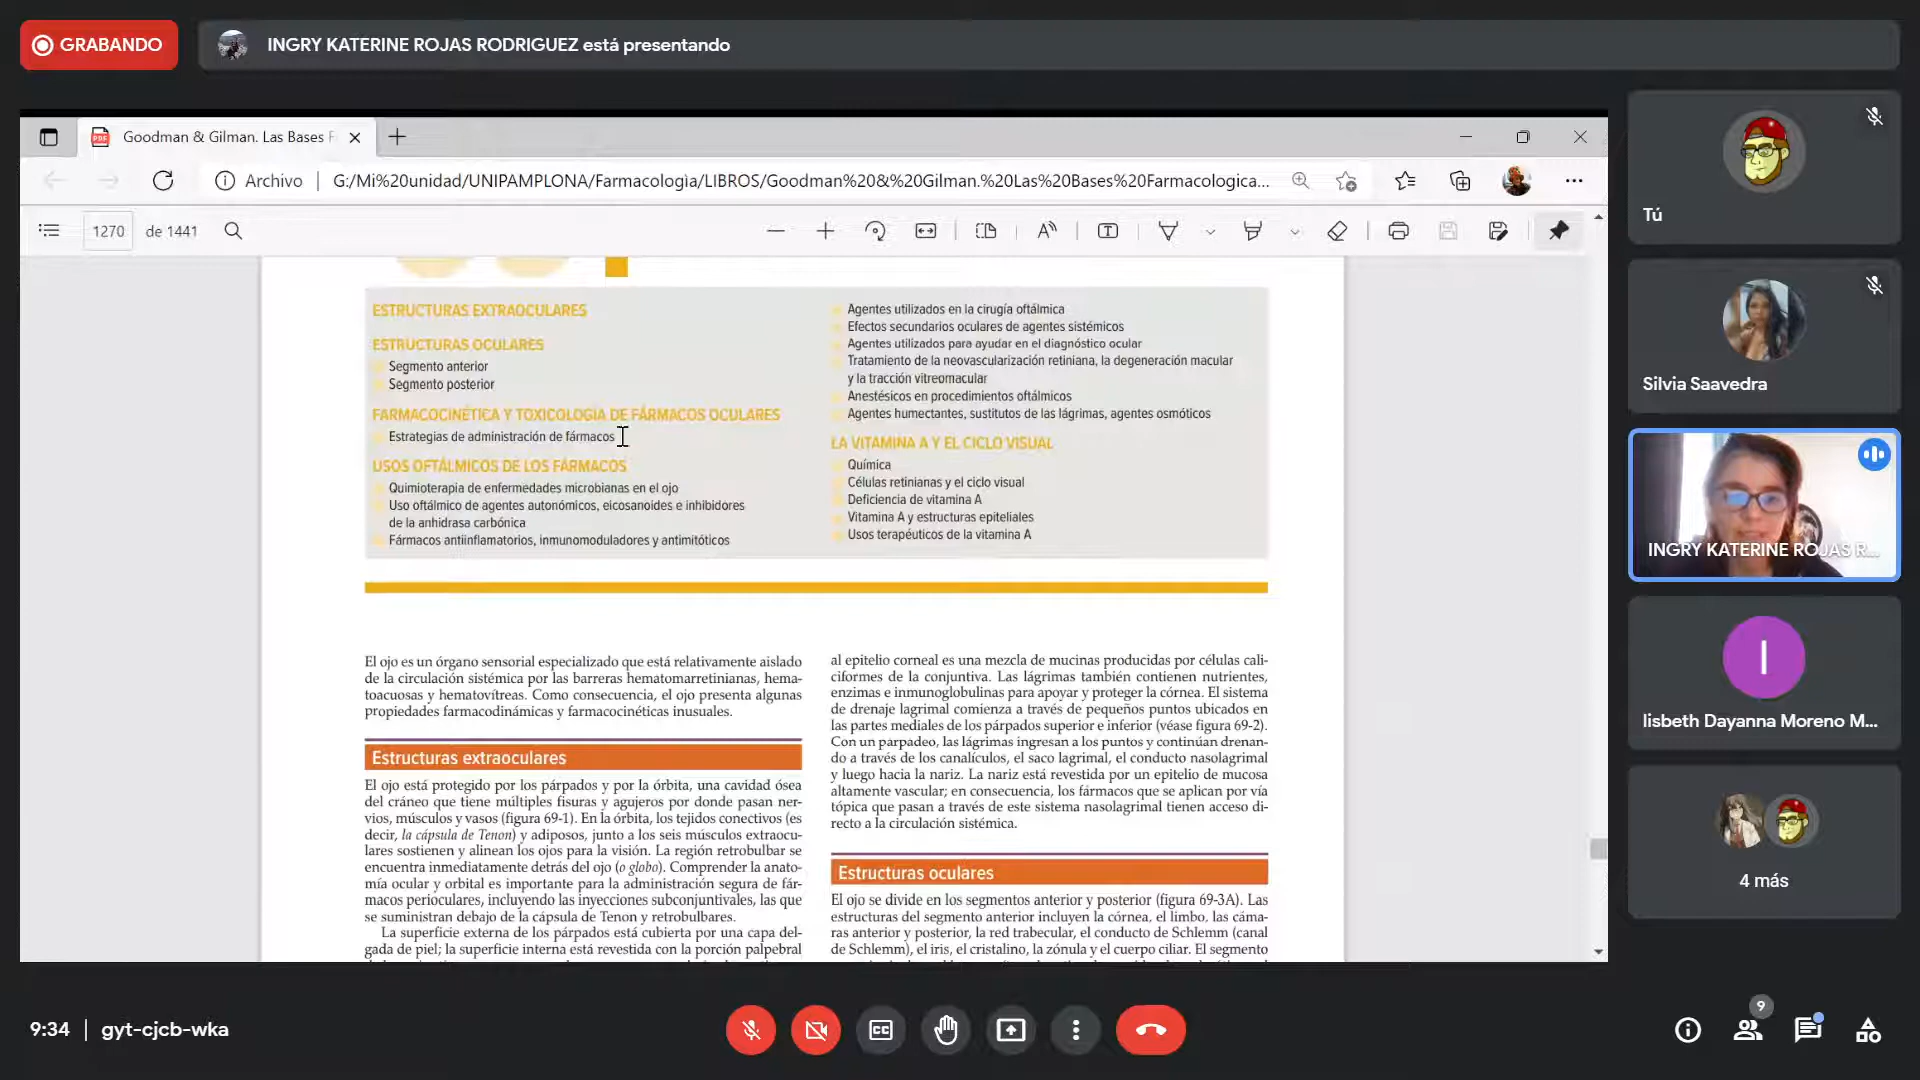 GRABANDO
INGRY KATERINE ROJAS RODRIGUEZ está presentando
Goodman & Gilman. Las Bases F
Archivo
G:/Mi%20unidad/UNIPAMPLONA/Farmacologìa/LIBROS/Goodman%20&%20Gilman.%20Las%20Bases%20Farmacologica...
1270 de 1441
ESTRUCTURAS EXTRAOCULARES
ESTRUCTURAS OCULARES
Segmento anterior
Segmento posterior
FARMACOCINÉTICA Y TOXICOLOGÍA DE FÁRMACOS OCULARES
Estrategias de administración de fármacos
USOS OFTÁLMICOS DE LOS FÁRMACOS
Quimioterapia de enfermedades microbianas en el ojo
Uso oftálmico de agentes autonómicos, eicosanoides e inhibidores
de la anhidrasa carbónica
Fármacos antiinflamatorios, inmunomoduladores y antimitóticos
Agentes utilizados en la cirugía oftálmica
Efectos secundarios oculares de agentes sistémicos
Agentes utilizados para ayudar en el diagnóstico ocular
Tratamiento de la neovascularización retiniana, la degeneración macular
y la tracción vitreomacular
Anestésicos en procedimientos oftálmicos
Agentes humectantes, sustitutos de las lágrimas, agentes osmóticos
LA VITAMINA A Y EL CICLO VISUAL
Química
Células retinianas y el ciclo visual
Deficiencia de vitamina A
Vitamina A y estructuras epiteliales
Usos terapéuticos de la vitamina A
El ojo es un órgano sensorial especializado que está relativamente aislado
de la circulación sistémica por las barreras hematomarretinianas, hema-
toacuosas y hematovítreas. Como consecuencia, el ojo presenta algunas
propiedades farmacodinámicas y farmacocinéticas inusuales.
Estructuras extraoculares
El ojo está protegido por los párpados y por la órbita, una cavidad ósea
del cráneo que tiene múltiples fisuras y agujeros por donde pasan ner-
vios, músculos y vasos (figura 69-1). En la órbita, los tejidos conectivos (es
decir, la cápsula de Tenon) y adiposos, junto a los seis músculos extraocu-
lares sostienen y alinean los ojos para la visión. La región retrobulbar se
encuentra inmediatamente detrás del ojo (o globo). Comprender la anato-
mía ocular y orbital es importante para la administración segura de fár-
macos perioculares, incluyendo las inyecciones subconjuntivales, las que
se suministran debajo de la cápsula de Tenon y retrobulbares.
La superficie externa de los párpados está cubierta por una capa del-
gada de piel; la superficie interna está revestida con la porción palpebral
al epitelio corneal es una mezcla de mucinas producidas por células cali-
ciformes de la conjuntiva. Las lágrimas también contienen nutrientes,
enzimas e inmunoglobulinas para apoyar y proteger la córnea. El sistema
de drenaje lagrimal comienza a través de pequeños puntos ubicados en
las partes mediales de los párpados superior e inferior (véase figura 69-2).
Con un parpadeo, las lágrimas ingresan a los puntos y continúan drenan-
do a través de los canalículos, el saco lagrimal, el conducto nasolagrimal
y luego hacia la nariz. La nariz está revestida por un epitelio de mucosa
altamente vascular; en consecuencia, los fármacos que se aplican por vía
tópica que pasan a través de este sistema nasolagrimal tienen acceso di-
recto a la circulación sistémica.
Estructuras oculares
El ojo se divide en los segmentos anterior y posterior (figura 69-3A). Las
estructuras del segmento anterior incluyen la córnea, el limbo, las cáma-
ras anterior y posterior, la red trabecular, el conducto de Schlemm (canal
de Schlemm), el iris, el cristalino, la zónula y el cuerpo ciliar. El segmento
Tú
Silvia Saavedra
INGRY KATERINE ROJAS R...
I
lisbeth Dayanna Moreno M...
4 más
9:34 | gyt-cjcb-wka
9